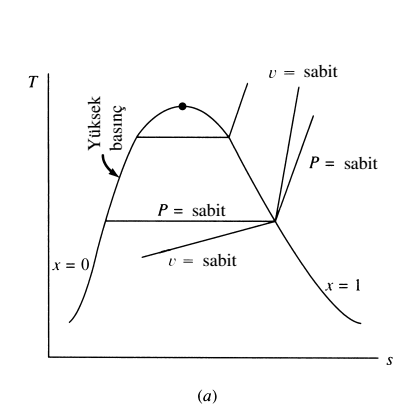 T
v = sabit
Yüksek
basınç
P = sabit
P = sabit
x = 0
v = sabit
x = 1
s
(a)